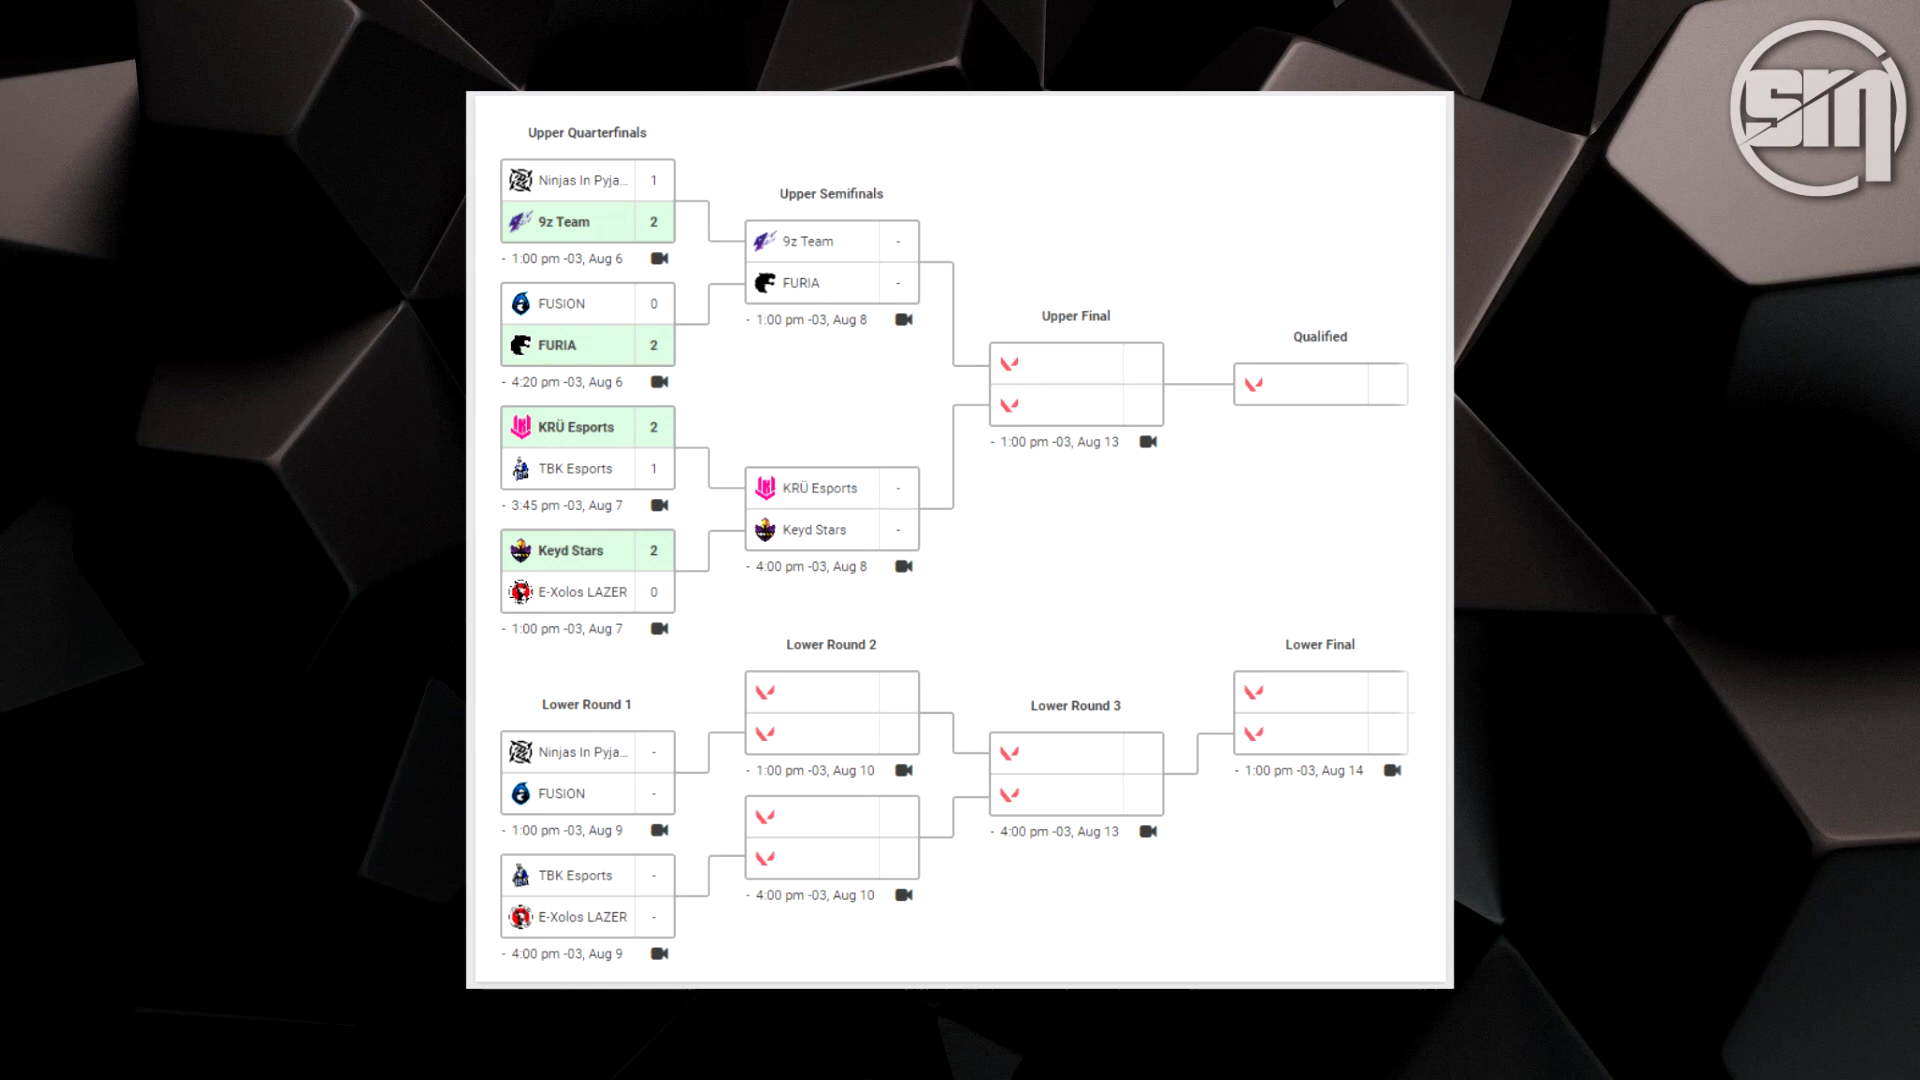 SM
Upper Quarterfinals
Ninjas In Pyja... 1
9z Team 2
- 1:00 pm -03, Aug 6
FUSION 0
FURIA 2
- 4:20 pm -03, Aug 6
KRÜ Esports 2
TBK Esports 1
- 3:45 pm -03, Aug 7
Keyd Stars 2
E-Xolos LAZER 0
- 1:00 pm -03, Aug 7
Upper Semifinals
9z Team -
FURIA -
- 1:00 pm -03, Aug 8
KRÜ Esports -
Keyd Stars -
- 4:00 pm -03, Aug 8
Upper Final
- 1:00 pm -03, Aug 13
Qualified
Lower Round 1
Ninjas In Pyja... -
FUSION -
- 1:00 pm -03, Aug 9
TBK Esports -
E-Xolos LAZER -
- 4:00 pm -03, Aug 9
Lower Round 2
- 1:00 pm -03, Aug 10
- 4:00 pm -03, Aug 10
Lower Round 3
- 4:00 pm -03, Aug 13
Lower Final
- 1:00 pm -03, Aug 14